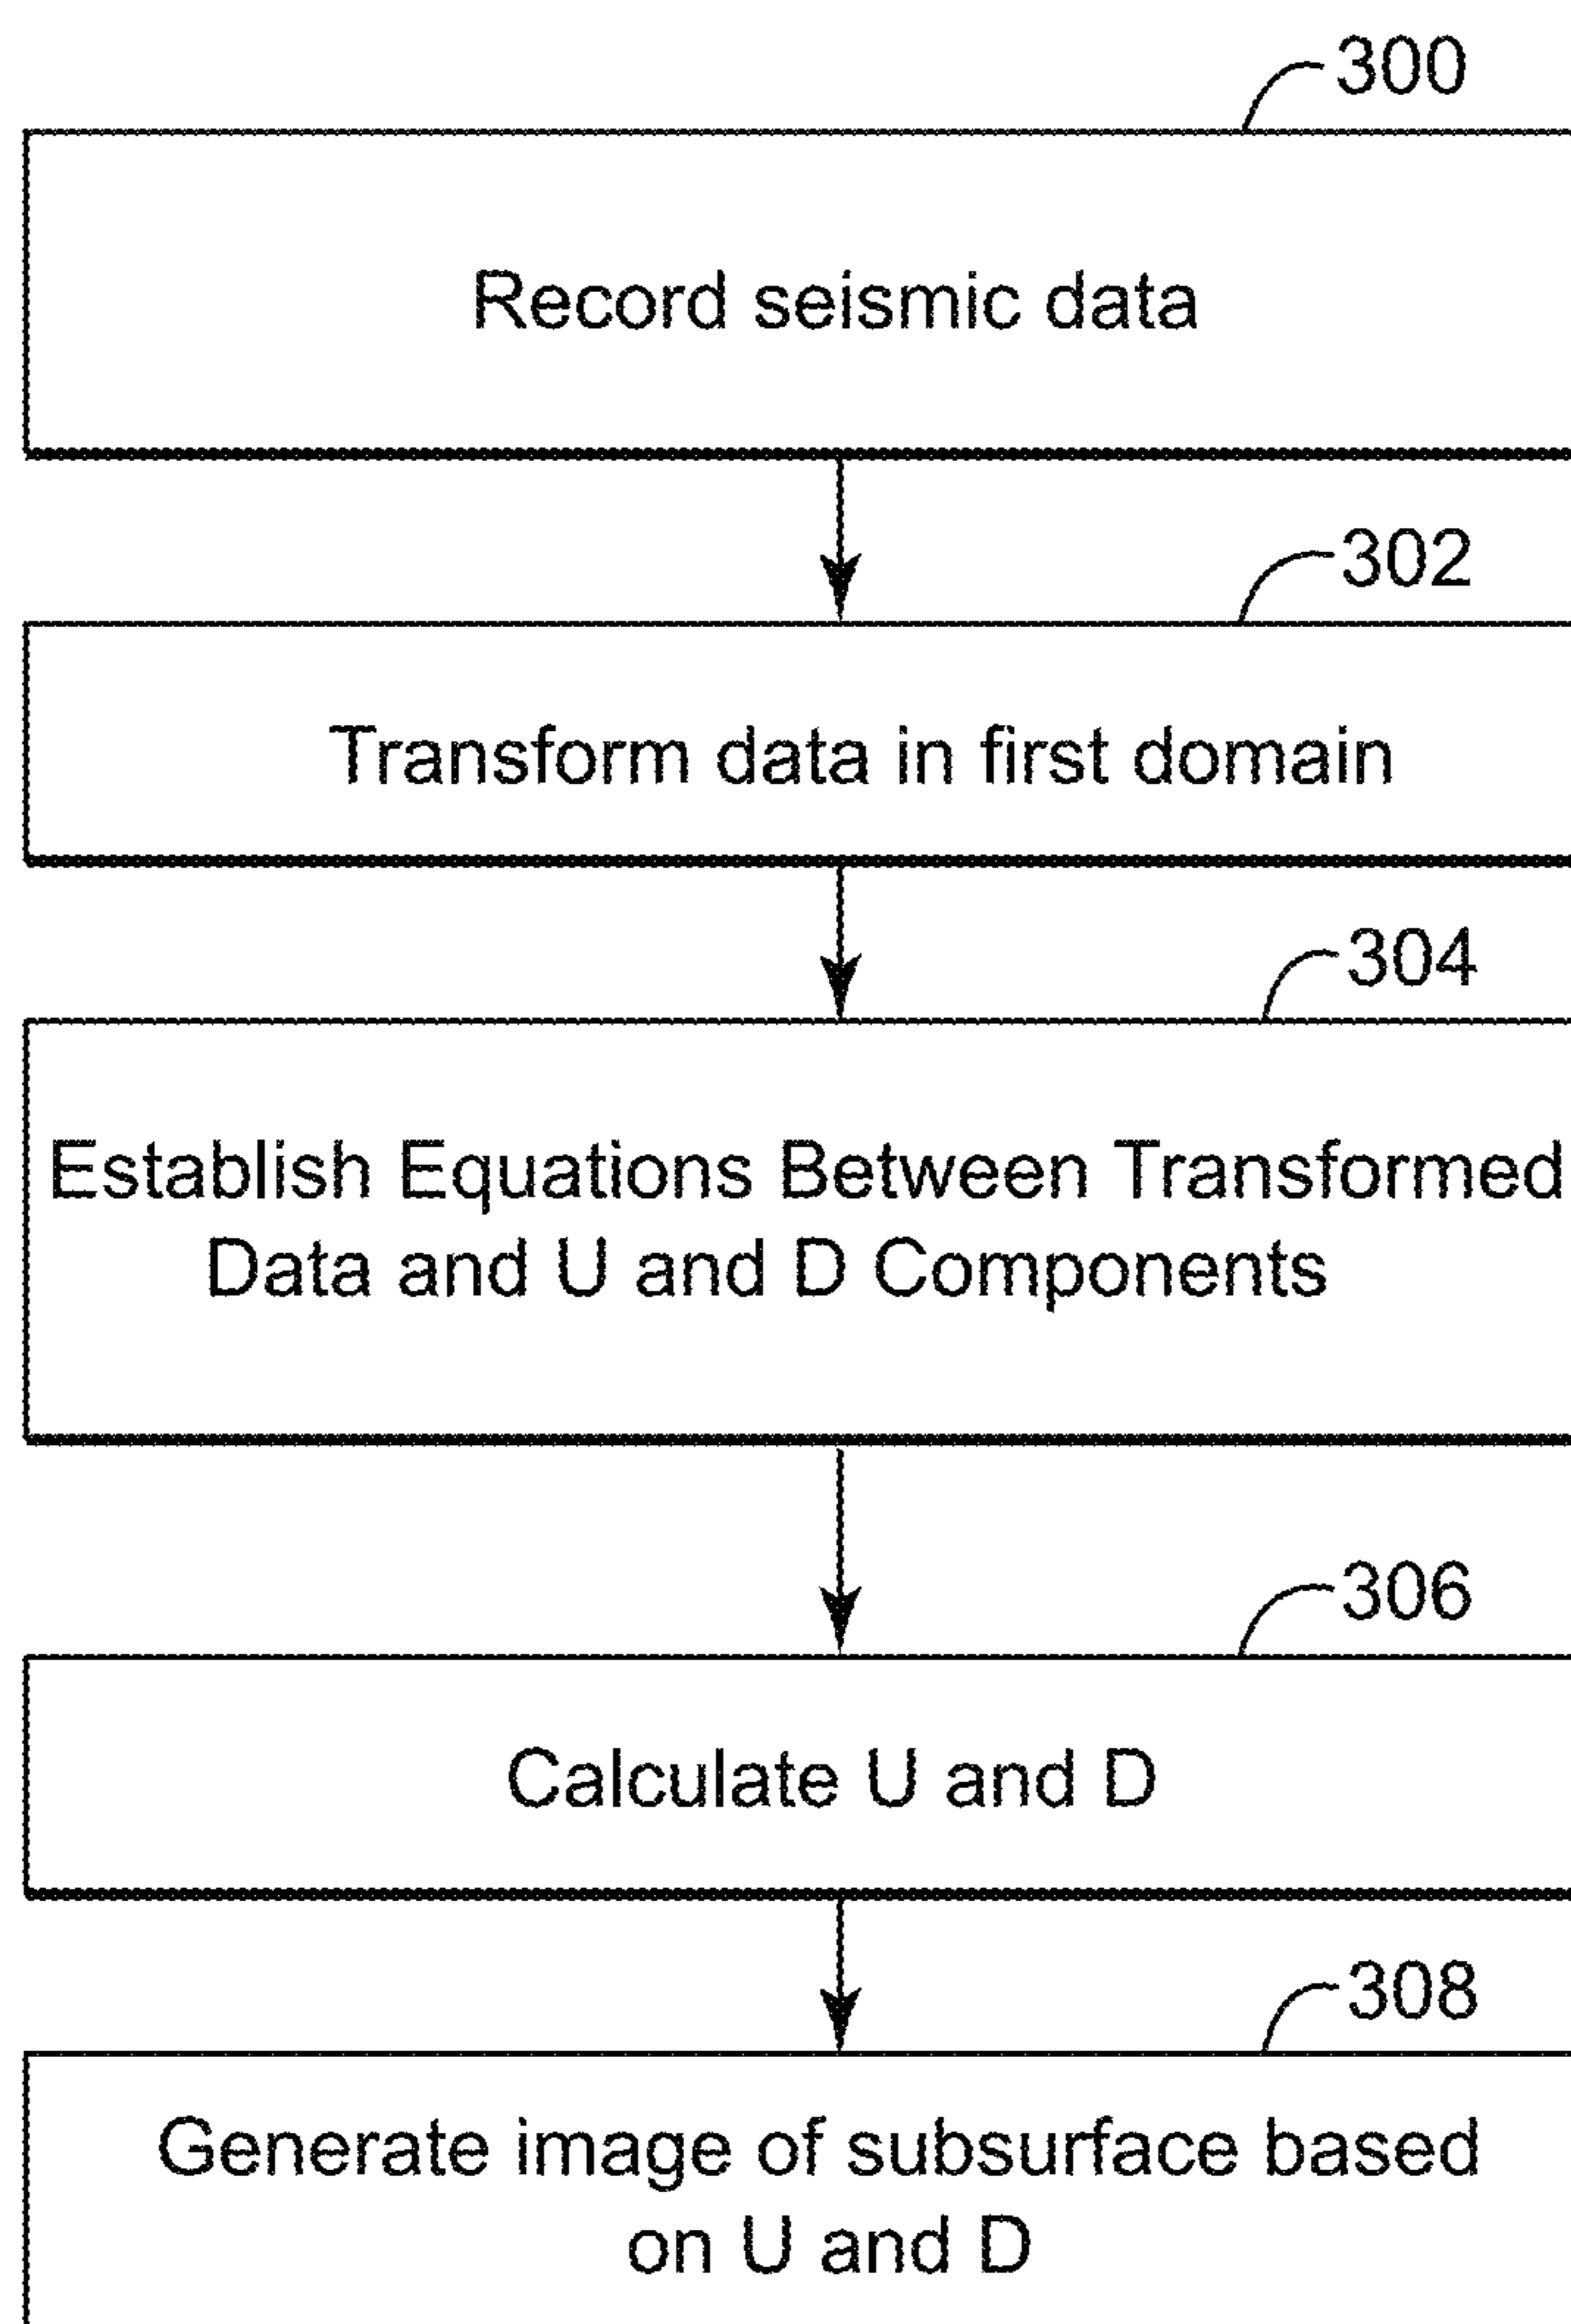 300
Record seismic data
302
Transform data in first domain
304
Establish Equations Between Transformed
Data and U and D Components
306
Calculate U and D
308
Generate image of subsurface based
on U and D